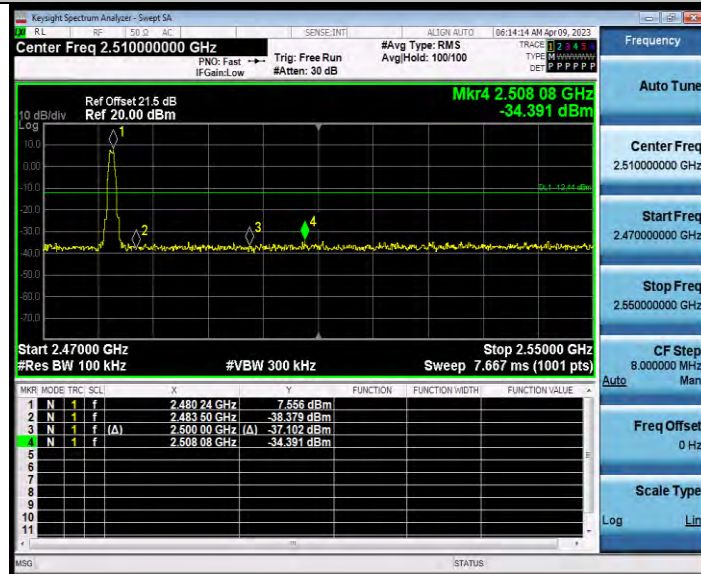 Keysight Spectrum Analyzer - Swept SA
LXI RL RF 50 Ω AC SENSE:INT ALIGN AUTO 06:14:14 AM Apr 09, 2023
Center Freq 2.510000000 GHz
#Avg Type: RMS
TRACE 1 2 3 4 5 6
PNO: Fast
Trig: Free Run
Avg|Hold: 100/100
TYPE M WWWWW
IFGain:Low
#Atten: 30 dB
DET P P P P P P
Ref Offset 21.5 dB
Mkr4 2.508 08 GHz
10 dB/div Ref 20.00 dBm
-34.391 dBm
Log
1
10.0
0.00
-10.0
DL1 -12.44 dBm
-20.0
2 3 4
-30.0
-40.0
-50.0
-60.0
-70.0
Start 2.47000 GHz
Stop 2.55000 GHz
#Res BW 100 kHz
#VBW 300 kHz
Sweep 7.667 ms (1001 pts)
MKR MODE TRC SCL X Y FUNCTION FUNCTION WIDTH FUNCTION VALUE
1 N 1 f 2.480 24 GHz 7.556 dBm
2 N 1 f 2.483 50 GHz -38.379 dBm
3 N 1 f (Δ) 2.500 00 GHz (Δ) -37.102 dBm
4 N 1 f 2.508 08 GHz -34.391 dBm
5
6
7
8
9
10
11
MSG
STATUS
Frequency
Auto Tune
Center Freq
2.510000000 GHz
Start Freq
2.470000000 GHz
Stop Freq
2.550000000 GHz
CF Step
8.000000 MHz
Auto Man
Freq Offset
0 Hz
Scale Type
Log Lin